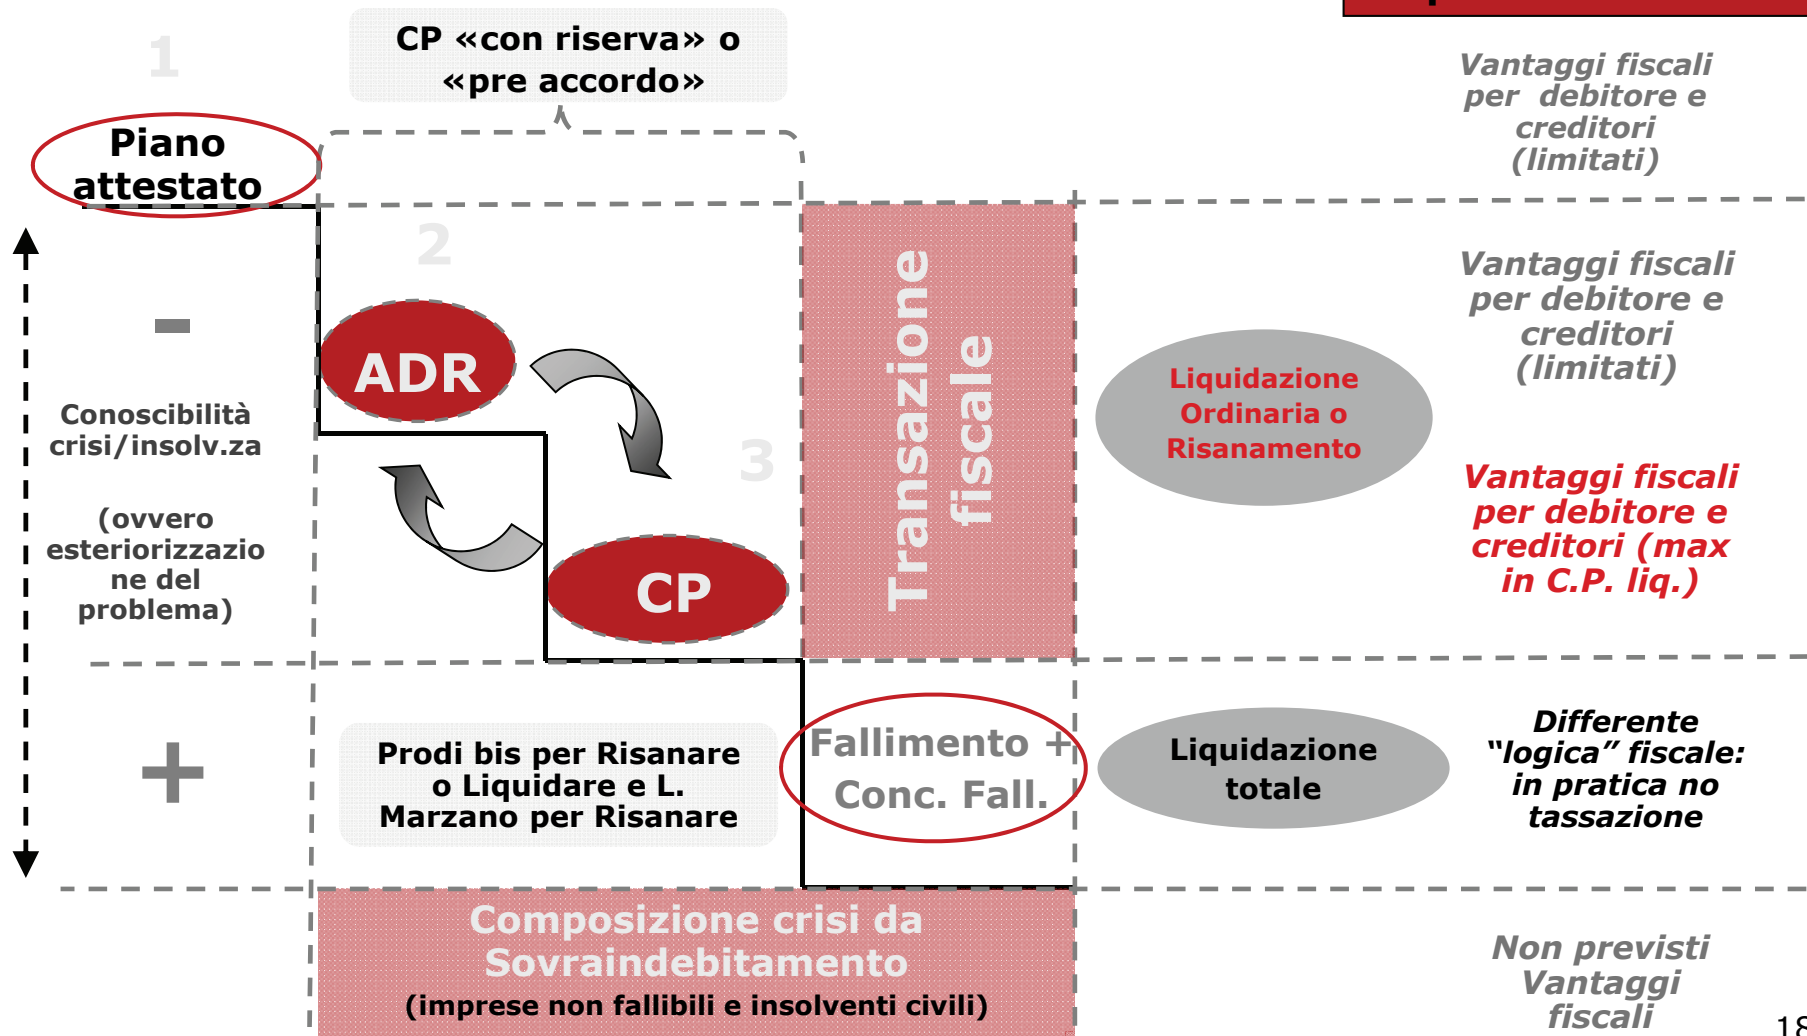 1
CP «con riserva» o
«pre accordo»
Vantaggi fiscali
per debitore e
creditori
(limitati)
Piano
attestato
2
-
ADR
Conoscibilità
crisi/insolv.za
(ovvero
esteriorizzazio
ne del
problema)
3
CP
Transazione
fiscale
Liquidazione
Ordinaria o
Risanamento
Vantaggi fiscali
per debitore e
creditori
(limitati)
Vantaggi fiscali
per debitore e
creditori (max
in C.P. liq.)
+
Prodi bis per Risanare
o Liquidare e L.
Marzano per Risanare
Fallimento +
Conc. Fall.
Liquidazione
totale
Differente
“logica” fiscale:
in pratica no
tassazione
Composizione crisi da
Sovraindebitamento
(imprese non fallibili e insolventi civili)
Non previsti
Vantaggi
fiscali
18